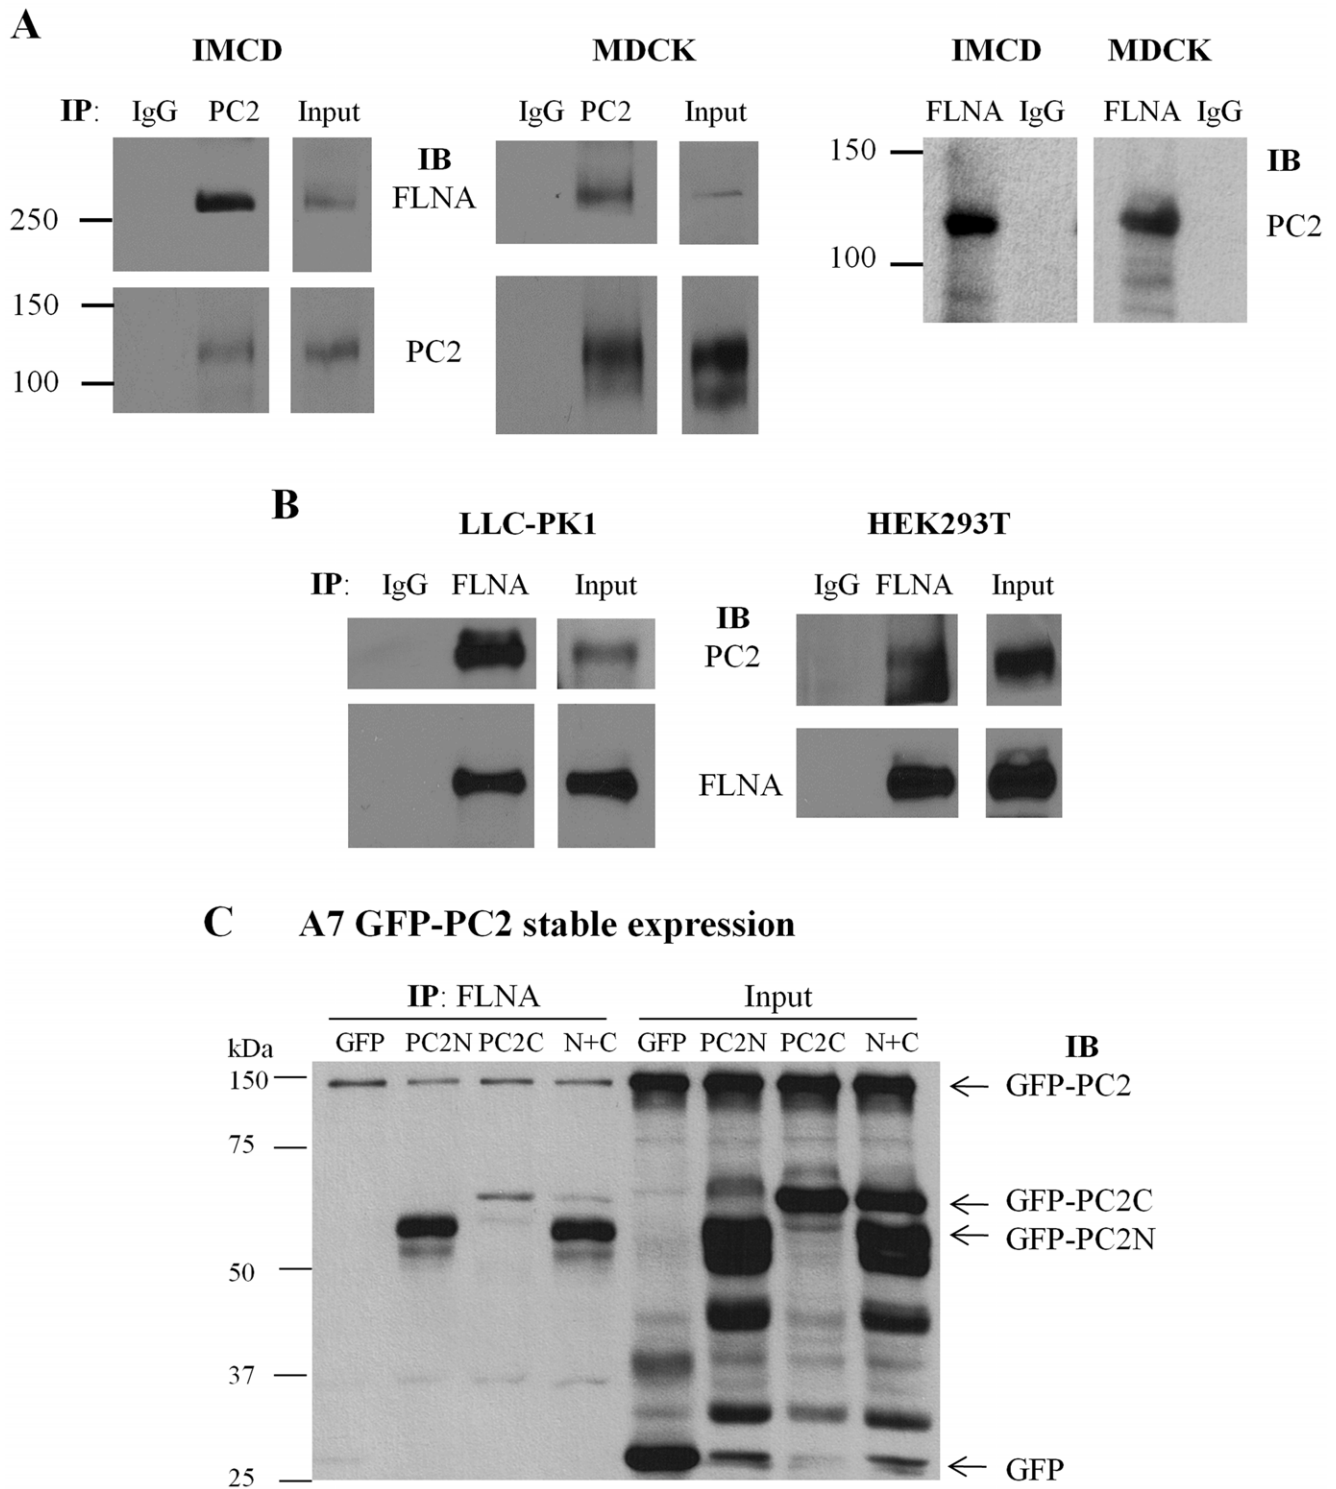 A
IMCD MDCK IMCD MDCK
IP: IgG PC2 Input IgG PC2 Input FLNA IgG FLNA IgG
IB
FLNA
250
150
PC2
100
150
100
IB
PC2
B
LLC-PK1 HEK293T
IP: IgG FLNA Input IgG FLNA Input
IB
PC2
FLNA
C A7 GFP-PC2 stable expression
IP: FLNA Input
kDa GFP PC2N PC2C N+C GFP PC2N PC2C N+C IB
150 GFP-PC2
75
GFP-PC2C
GFP-PC2N
50
37
25 GFP